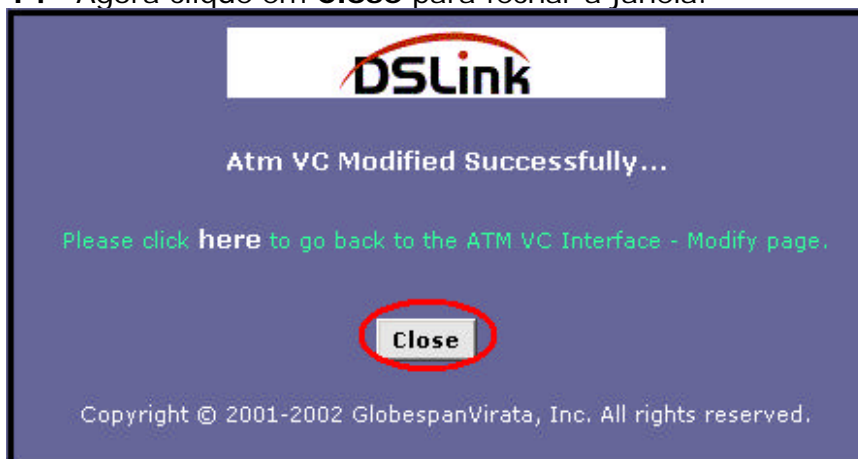 Agora clique em close para fechar a janela.
DSLink
Atm VC Modified Successfully...
Please click here to go back to the ATM VC Interface - Modify page.
Close
Copyright © 2001-2002 GlobespanVirata, Inc. All rights reserved.